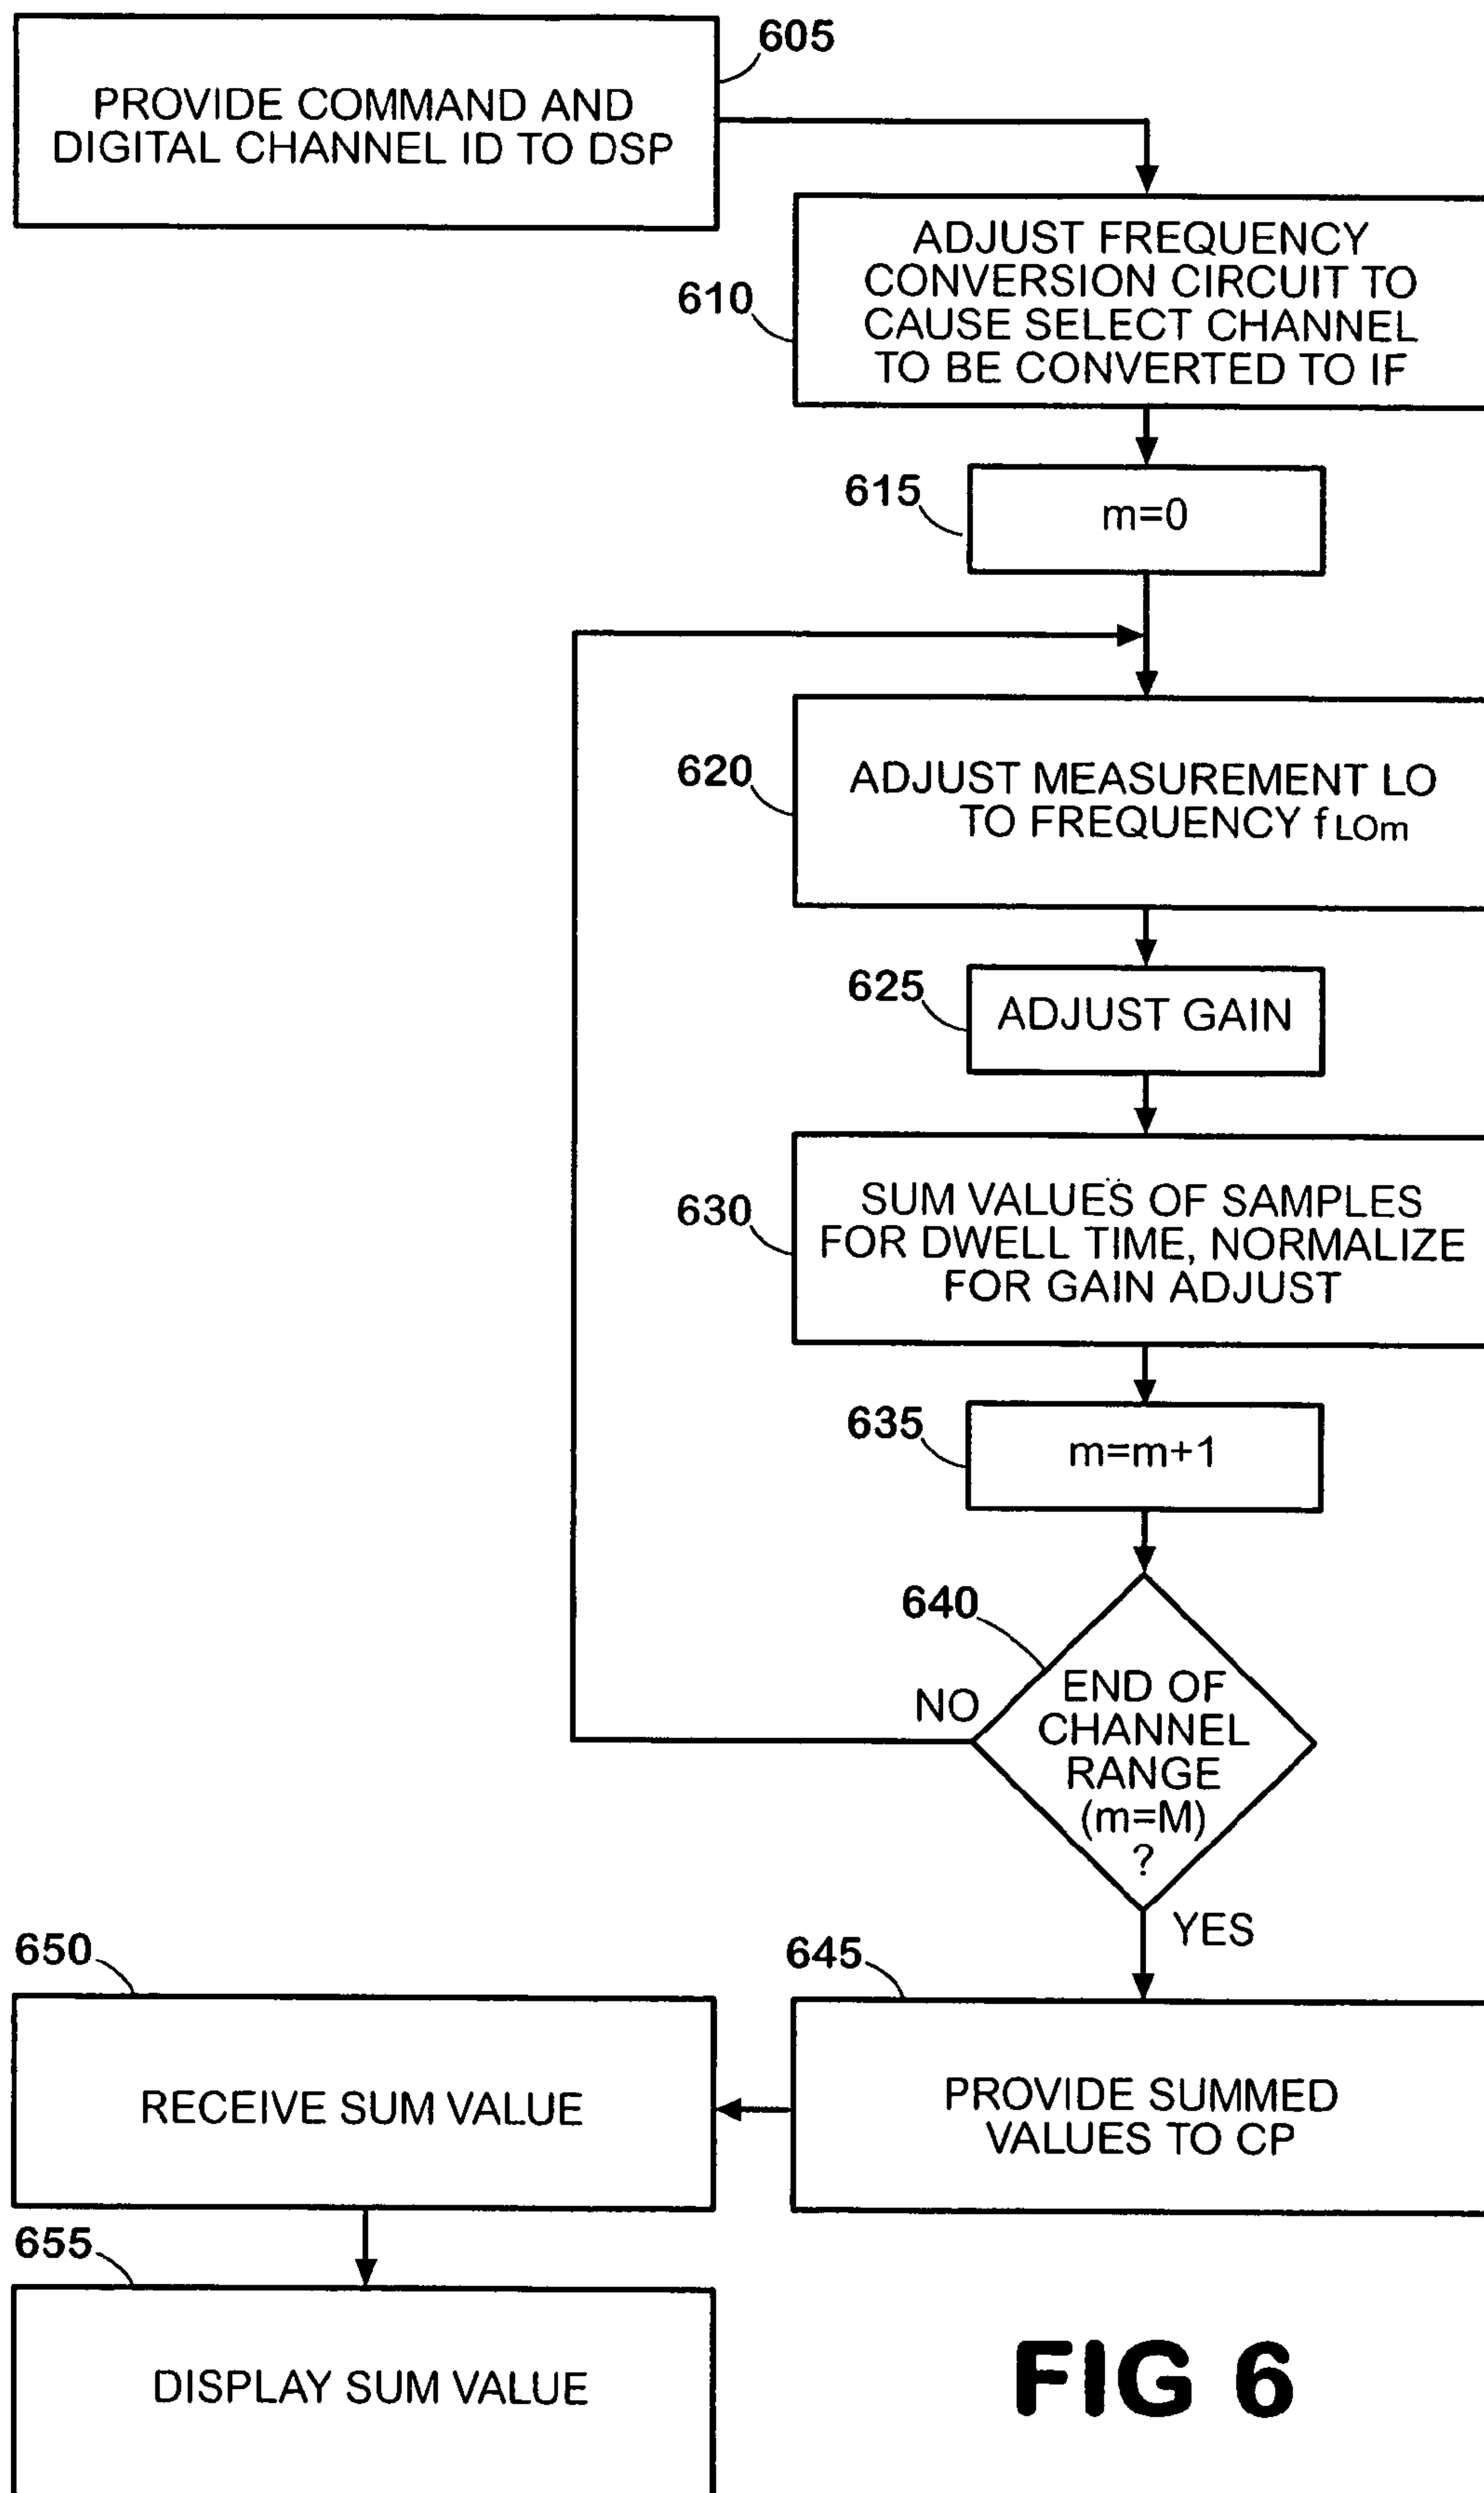 605
PROVIDE COMMAND AND
DIGITAL CHANNEL ID TO DSP
610
ADJUST FREQUENCY
CONVERSION CIRCUIT TO
CAUSE SELECT CHANNEL
TO BE CONVERTED TO IF
615
m=0
620
ADJUST MEASUREMENT LO
TO FREQUENCY fLOm
625
ADJUST GAIN
630
SUM VALUES OF SAMPLES
FOR DWELL TIME, NORMALIZE
FOR GAIN ADJUST
635
m=m+1
640
END OF
CHANNEL
RANGE
(m=M)
?
NO
YES
645
PROVIDE SUMMED
VALUES TO CP
650
RECEIVE SUM VALUE
655
DISPLAY SUM VALUE
FIG 6